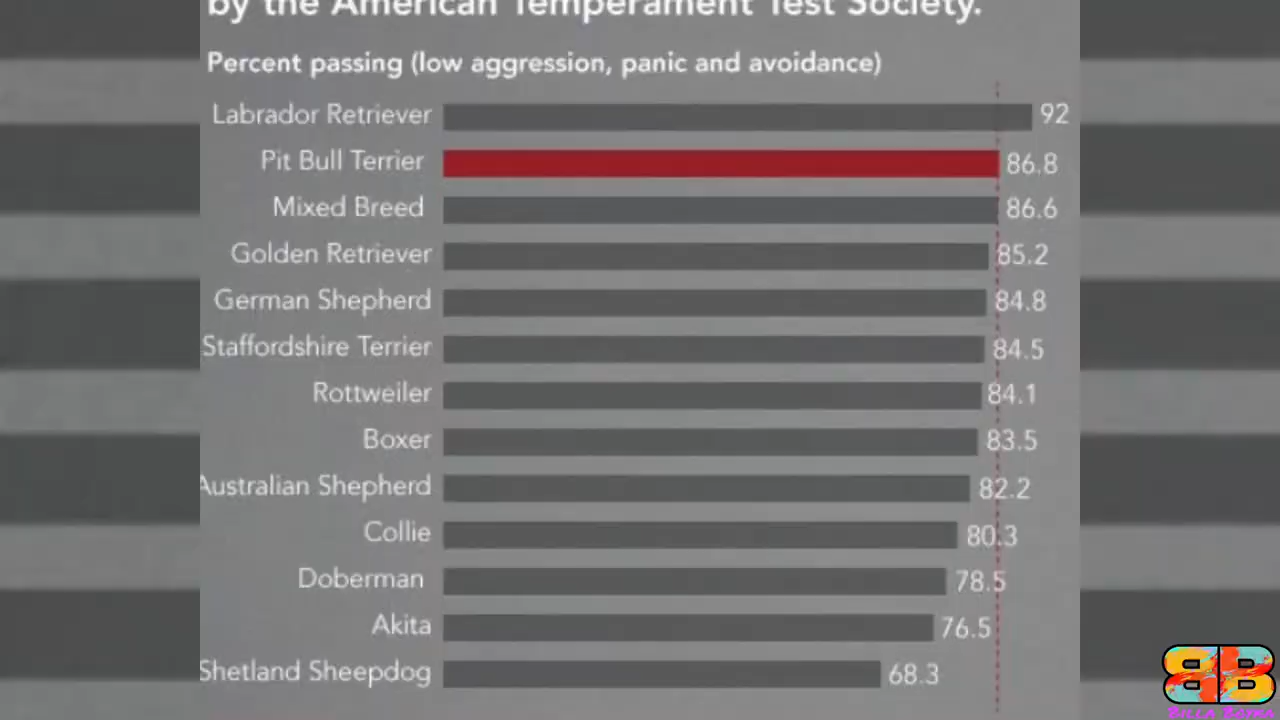 by the American Temperament Test Society.
Percent passing (low aggression, panic and avoidance)
Labrador Retriever 92
Pit Bull Terrier 86.8
Mixed Breed 86.6
Golden Retriever 85.2
German Shepherd 84.8
Staffordshire Terrier 84.5
Rottweiler 84.1
Boxer 83.5
Australian Shepherd 82.2
Collie 80.3
Doberman 78.5
Akita 76.5
Shetland Sheepdog 68.3
BB